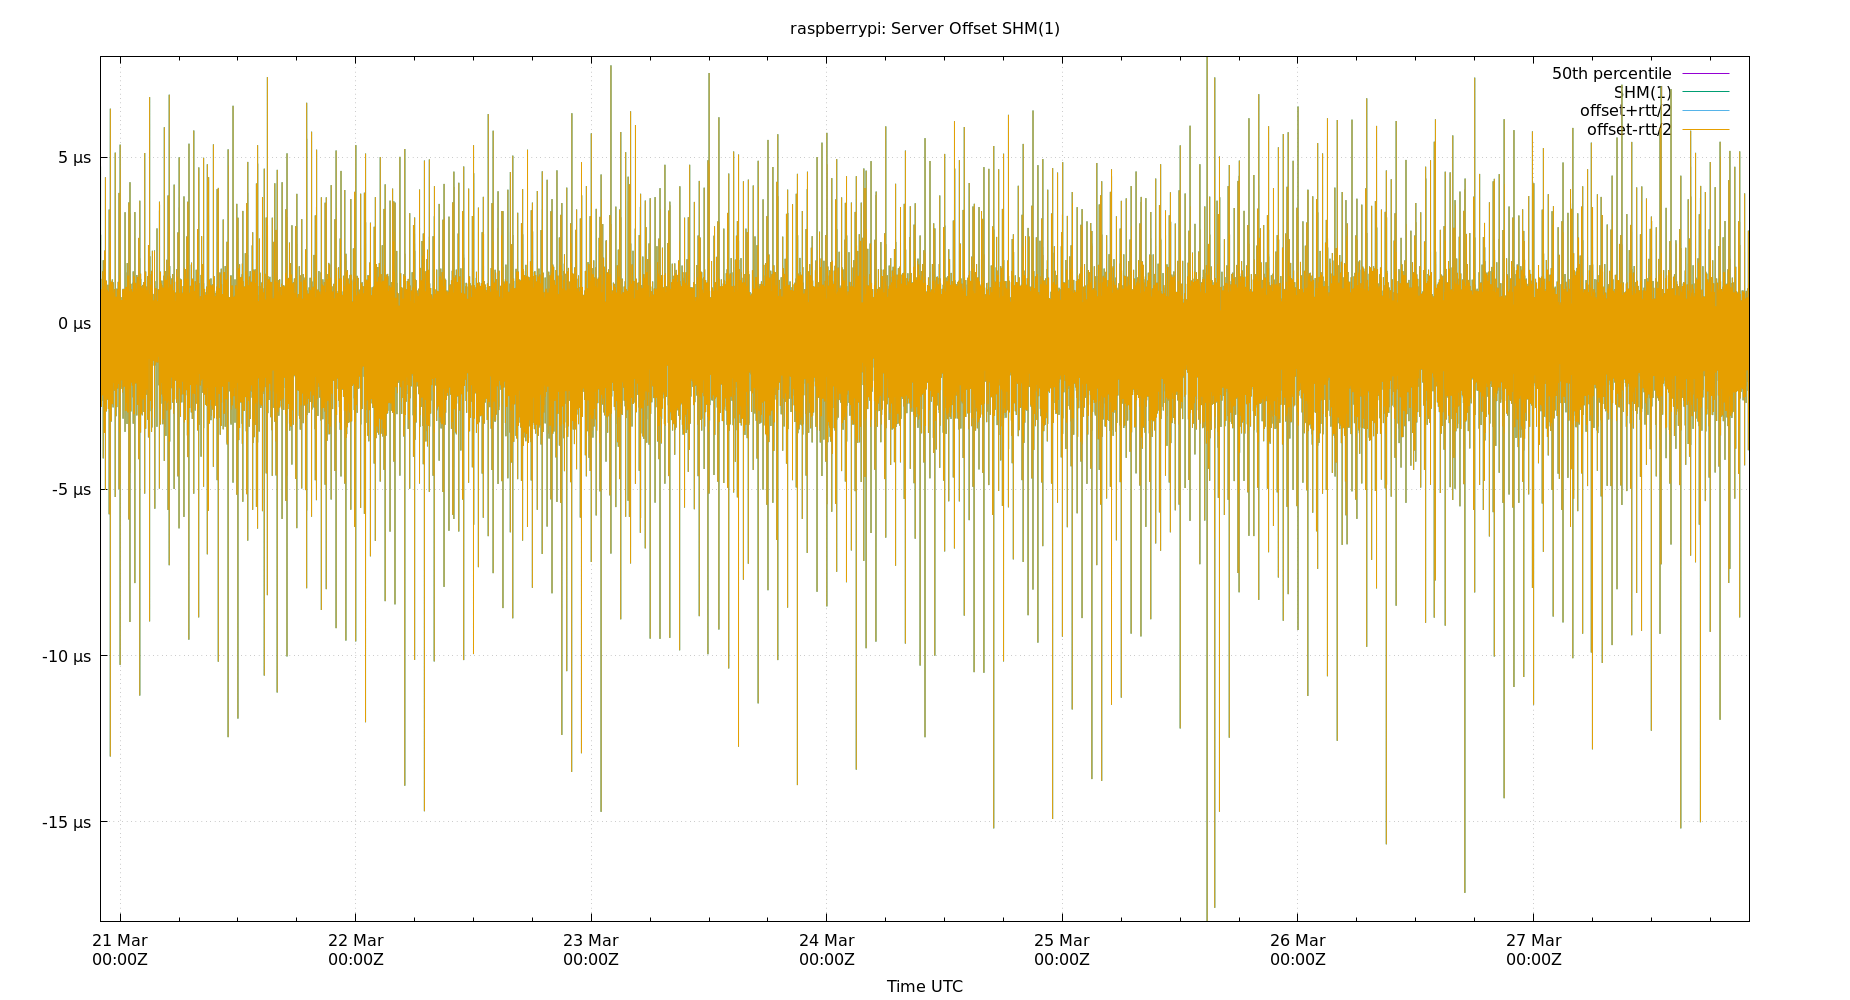 raspberrypi: Server Offset SHM(1)
50th percentile
SHM(1)
offset+rtt/2
offset-rtt/2
5 µs
0 µs
-5 µs
-10 µs
-15 µs
21 Mar 22 Mar 23 Mar 24 Mar 25 Mar 26 Mar 27 Mar
00:00Z 00:00Z 00:00Z 00:00Z 00:00Z 00:00Z 00:00Z
Time UTC